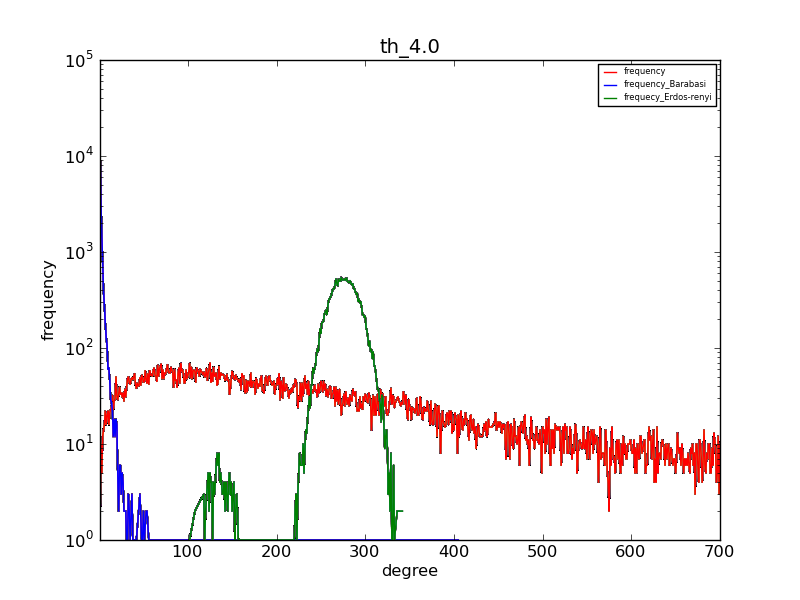 th_4.0
frequency
frequency_Barabasi
frequecy_Erdos-renyi
10^5
10^4
10^3
10^2
10^1
10^0
frequency
100 200 300 400 500 600 700
degree